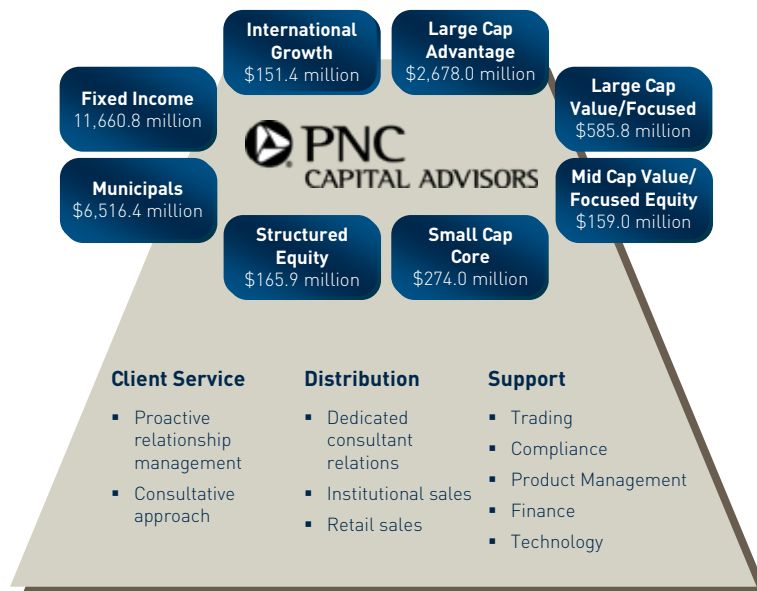 International
Growth
$151.4 million
Large Cap
Advantage
$2,678.0 million
Fixed Income
11,660.8 million
Large Cap
Value/Focused
$585.8 million
PNC
CAPITAL ADVISORS
Municipals
$6,516.4 million
Mid Cap Value/
Focused Equity
$159.0 million
Structured
Equity
$165.9 million
Small Cap
Core
$274.0 million
Client Service
▪ Proactive
relationship
management
▪ Consultative
approach
Distribution
▪ Dedicated
consultant
relations
▪ Institutional sales
▪ Retail sales
Support
▪ Trading
▪ Compliance
▪ Product Management
▪ Finance
▪ Technology